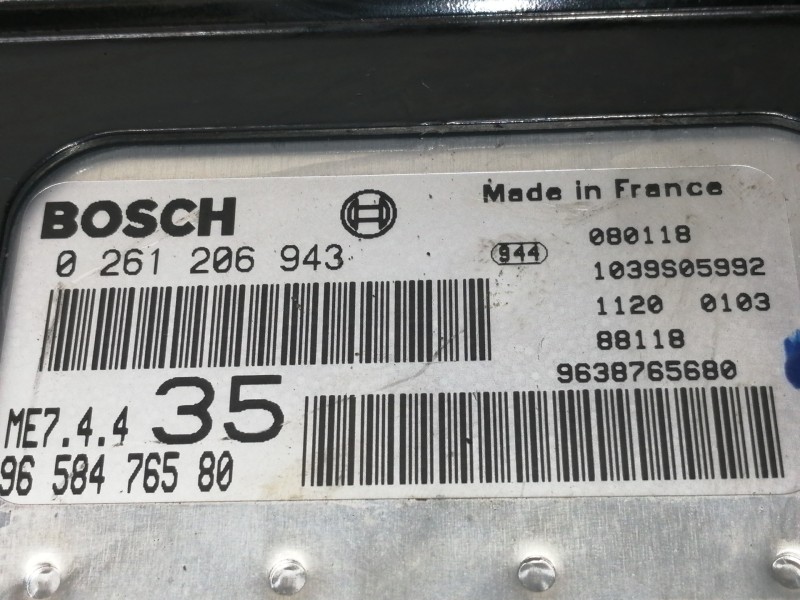 BOSCH
Made in France
0 261 206 943
944
080118
1039S05992
1120 0103
88118
9638765680
ME7.4.4 35
96 584 765 80